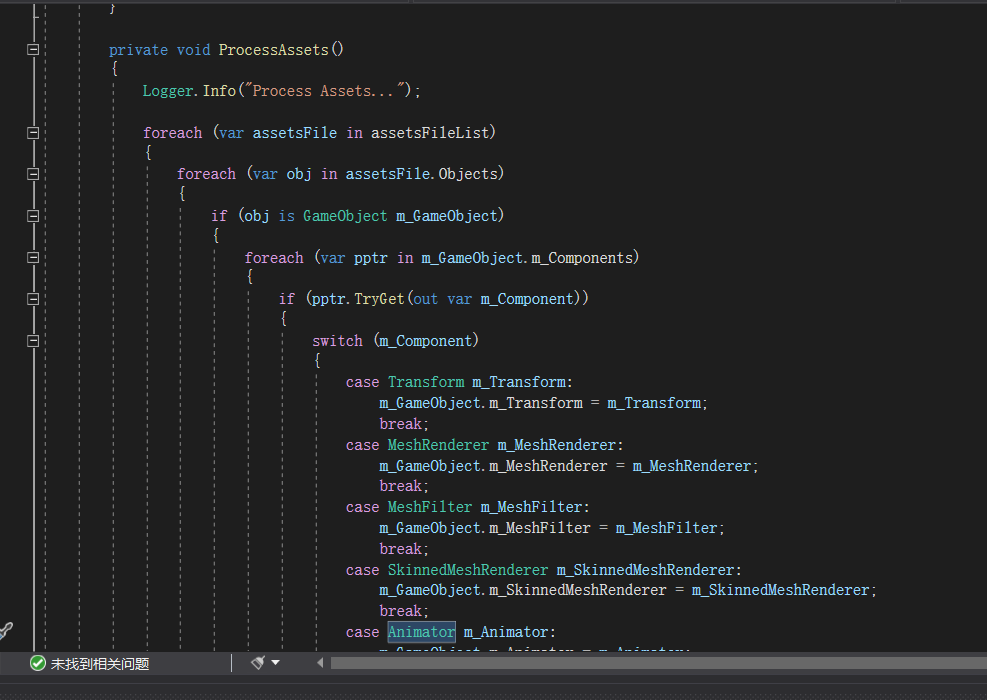 }
private void ProcessAssets()
{
Logger.Info("Process Assets...");
foreach (var assetsFile in assetsFileList)
{
foreach (var obj in assetsFile.Objects)
{
if (obj is GameObject m_GameObject)
{
foreach (var pptr in m_GameObject.m_Components)
{
if (pptr.TryGet(out var m_Component))
{
switch (m_Component)
{
case Transform m_Transform:
m_GameObject.m_Transform = m_Transform;
break;
case MeshRenderer m_MeshRenderer:
m_GameObject.m_MeshRenderer = m_MeshRenderer;
break;
case MeshFilter m_MeshFilter:
m_GameObject.m_MeshFilter = m_MeshFilter;
break;
case SkinnedMeshRenderer m_SkinnedMeshRenderer:
m_GameObject.m_SkinnedMeshRenderer = m_SkinnedMeshRenderer;
break;
case Animator m_Animator:
m_GameObject.m_Animator = m_Animator;
未找到相关问题